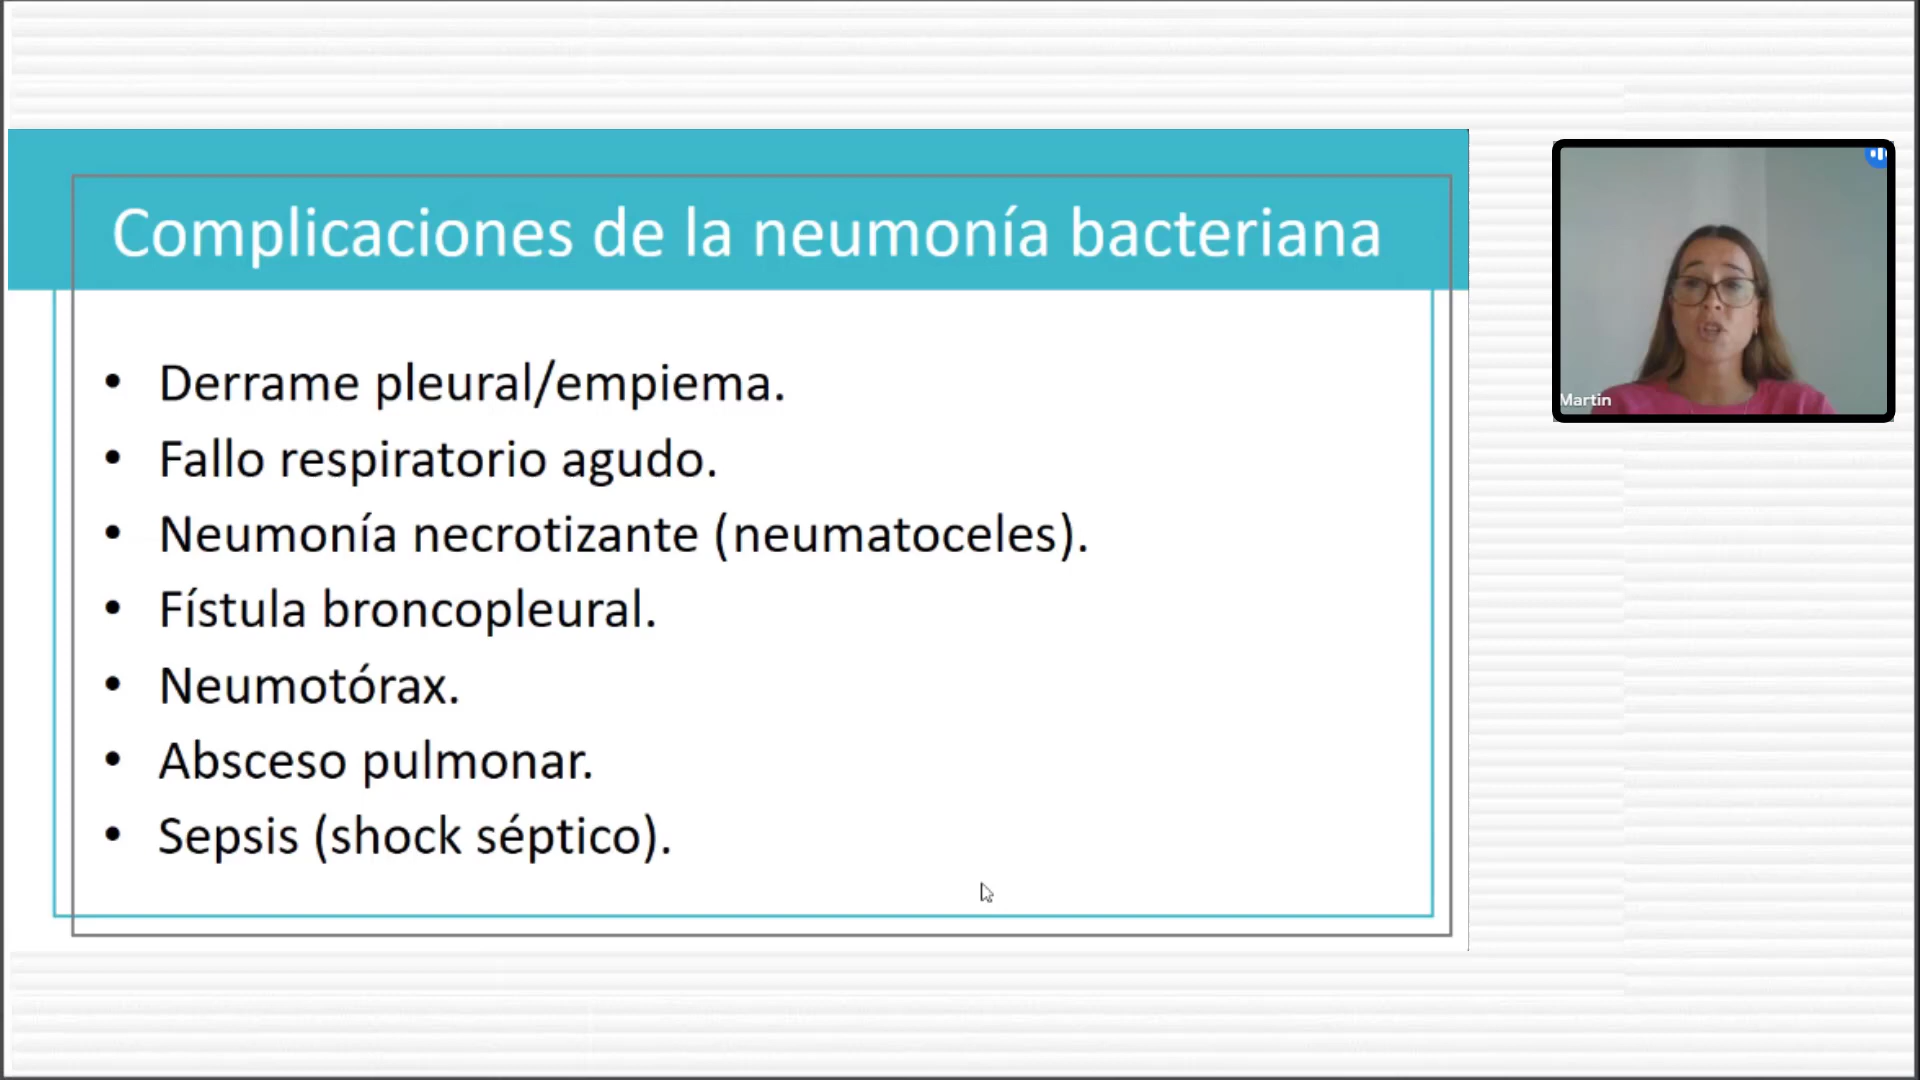 Complicaciones de la neumonía bacteriana
• Derrame pleural/empiema.
• Fallo respiratorio agudo.
• Neumonía necrotizante (neumatoceles).
• Fístula broncopleural.
• Neumotórax.
• Absceso pulmonar.
• Sepsis (shock séptico).
Martin